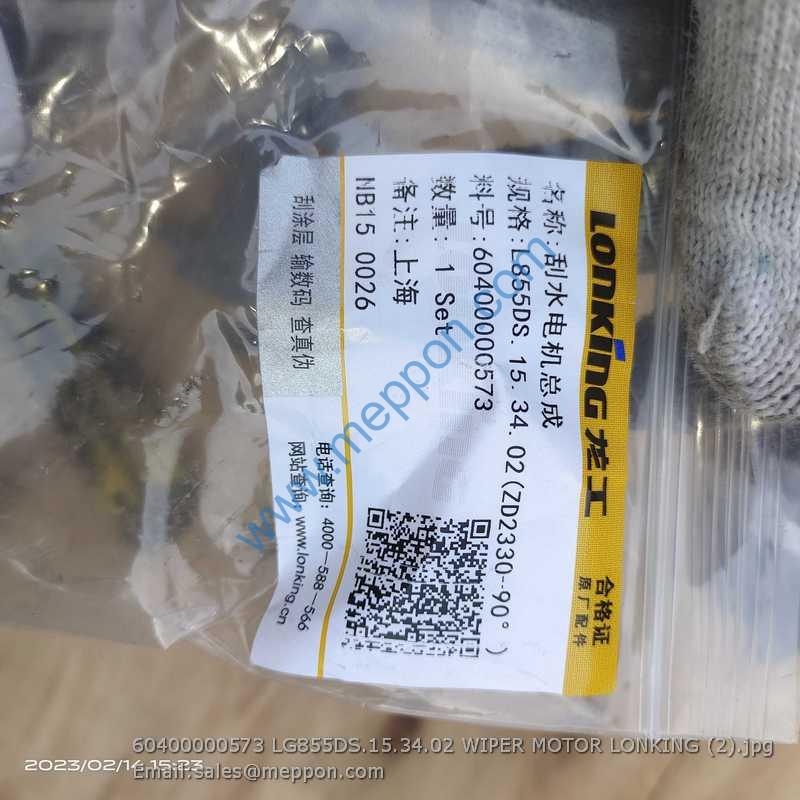 LONKING 龙工 合格证
原厂配件
名称:刮水电机总成
规格:L855DS.15.34.02(ZD2330-90°)
料号:60400000573
数量: 1 Set
备注:上海
NB15 0026
刮涂层 输数码 查真伪
电话查询: 4000—588—566
网站查询: www.lonking.cn
www.meppon.com
60400000573 LG855DS.15.34.02 WIPER MOTOR LONKING (2).jpg
2023/02/14 15:23
Email:sales@meppon.com